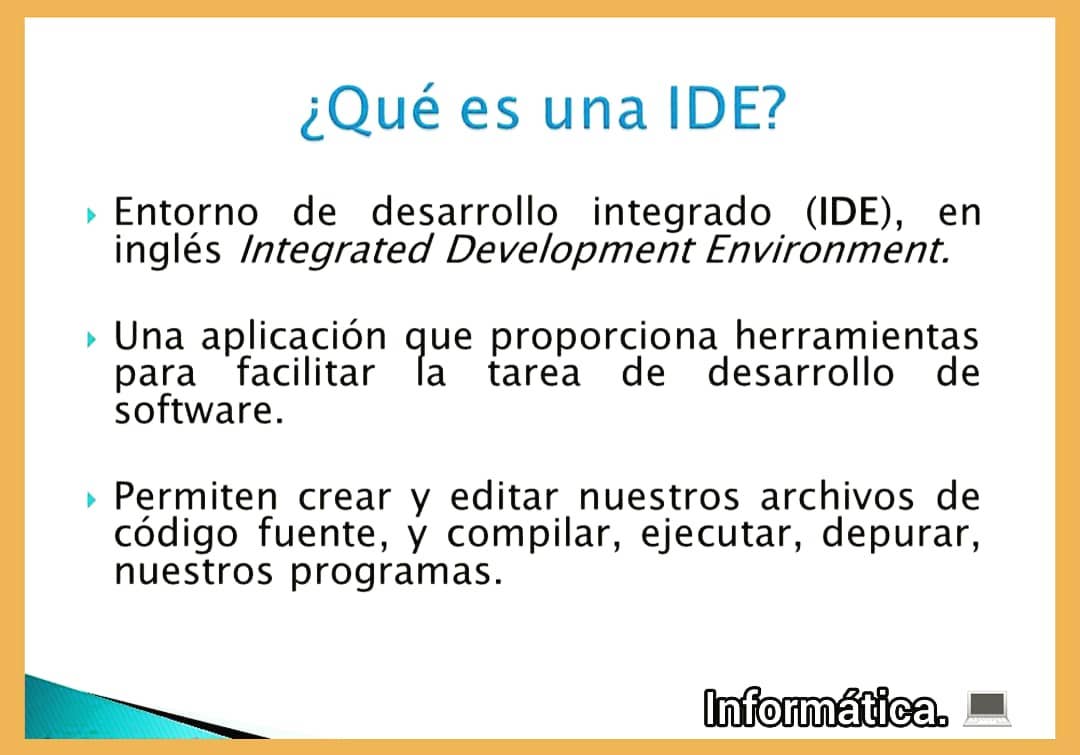 ¿Qué es una IDE?
Entorno de desarrollo integrado (IDE), en
inglés Integrated Development Environment.
Una aplicación que proporciona herramientas
para facilitar la tarea de desarrollo de
software.
Permiten crear y editar nuestros archivos de
código fuente, y compilar, ejecutar, depurar,
nuestros programas.
Informática.